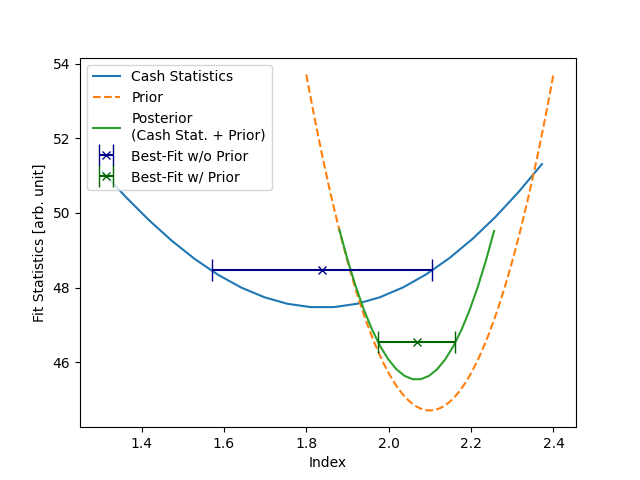 54
52
50
48
46
Fit Statistics [arb. unit]
Cash Statistics
Prior
Posterior
(Cash Stat. + Prior)
Best-Fit w/o Prior
Best-Fit w/ Prior
1.4
1.6
1.8
2.0
2.2
2.4
Index